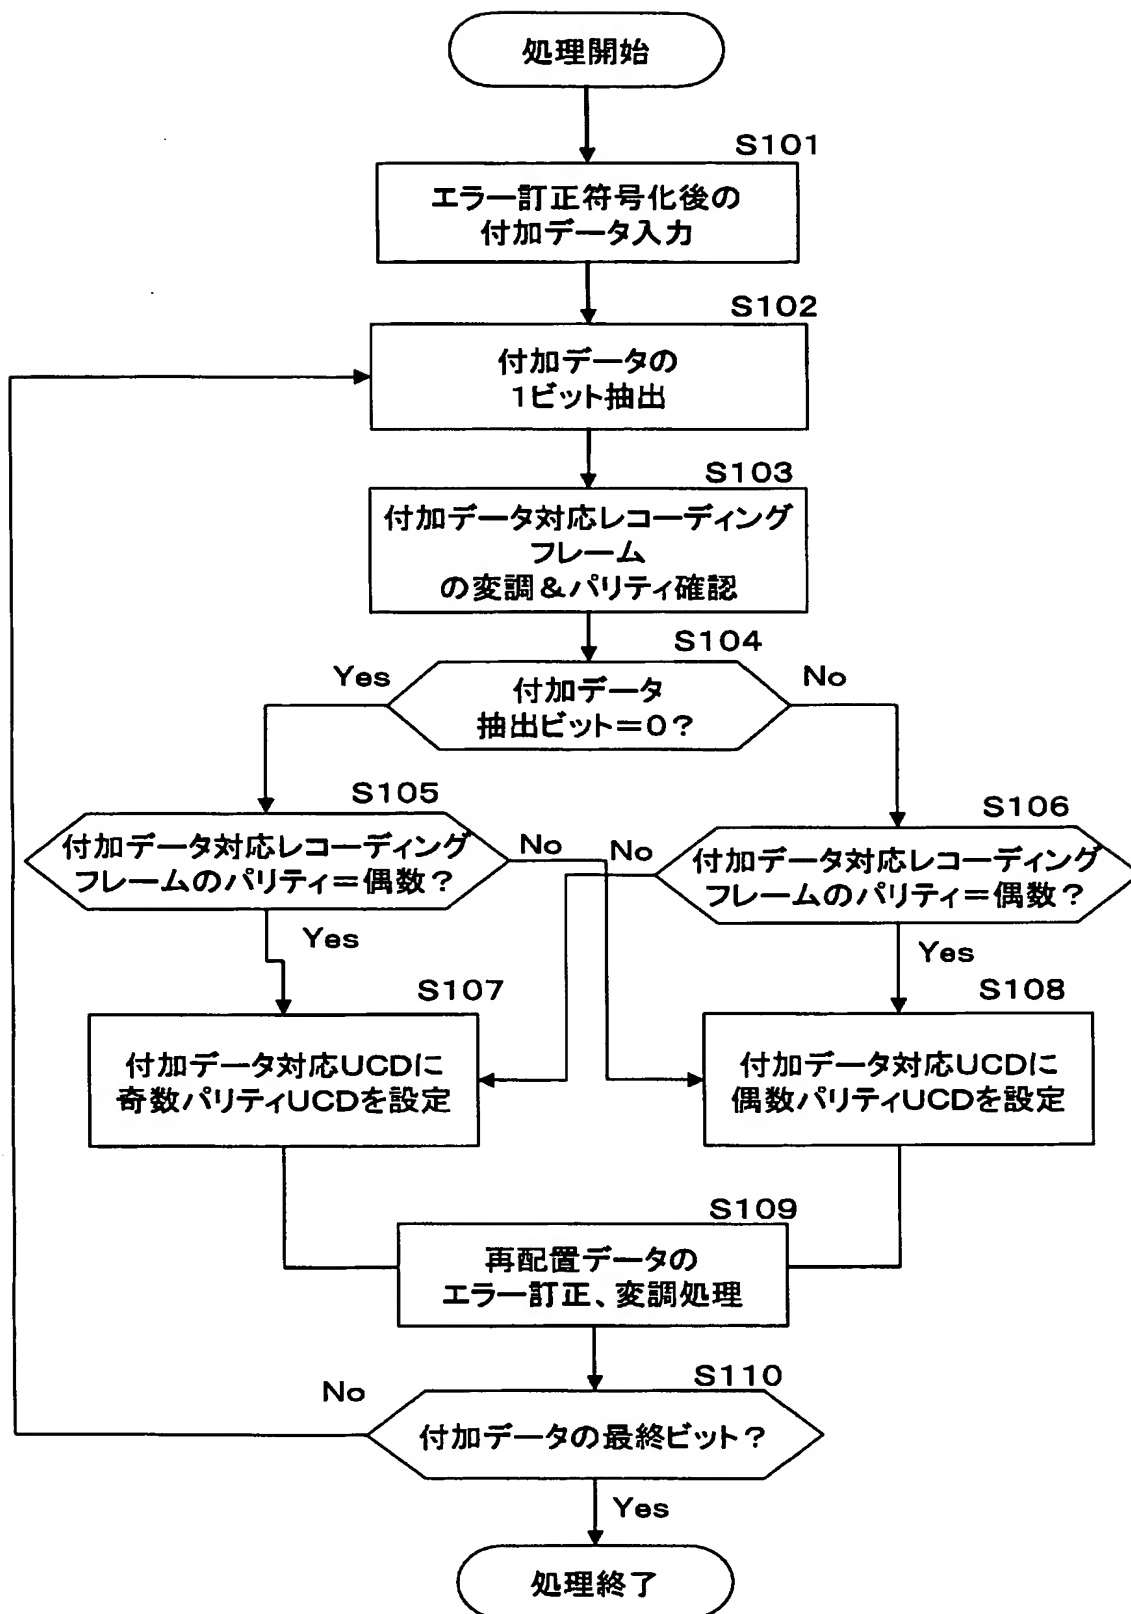 処理開始
S101
エラー訂正符号化後の
付加データ入力
S102
付加データの
1ビット抽出
S103
付加データ対応レコーディング
フレーム
の変調&パリティ確認
S104
Yes
付加データ
抽出ビット=0?
No
S105
付加データ対応レコーディング
フレームのパリティ=偶数?
No
Yes
S106
No
付加データ対応レコーディング
フレームのパリティ=偶数?
Yes
S107
付加データ対応UCDに
奇数パリティUCDを設定
S108
付加データ対応UCDに
偶数パリティUCDを設定
S109
再配置データの
エラー訂正、変調処理
S110
No
付加データの最終ビット?
Yes
処理終了